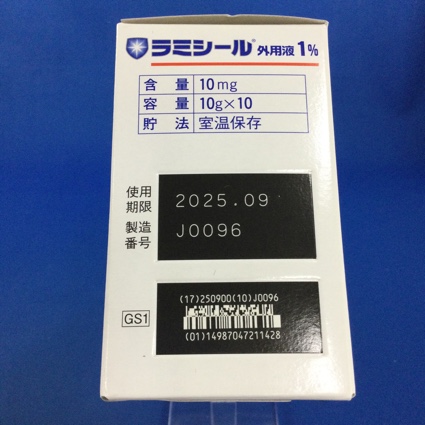 ラミシール® 外用液 1%
含量 10mg
容量 10g×10
貯法 室温保存
使用期限 2025.09
製造番号 J0096
(17)250900(10)J0096
GS1
(01)14987047211428